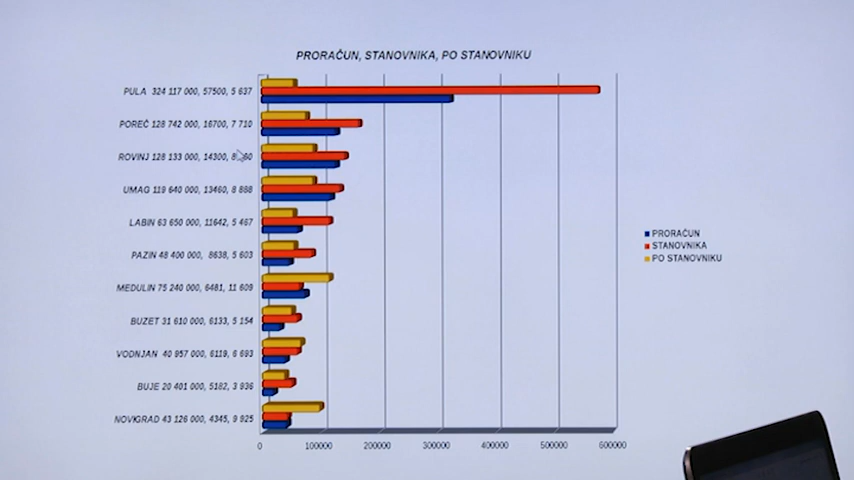 PRORAČUN, STANOVNIKA, PO STANOVNIKU
PULA 324 117 000, 57500, 5 637
POREČ 128 742 000, 16700, 7 710
ROVINJ 128 133 000, 14300,
UMAG 119 640 000, 13460, 8 888
LABIN 63 650 000, 11642, 5 467
PAZIN 48 400 000, 8638, 5 603
MEDULIN 75 240 000, 6481, 11 609
BUZET 31 610 000, 6133, 5 154
VODNJAN 40 957 000, 6119, 6 693
BUJE 20 401 000, 5182, 3 936
NOVIGRAD 43 126 000, 4345, 9 925
PRORAČUN
STANOVNIKA
PO STANOVNIKU
0 100000 200000 300000 400000 500000 600000